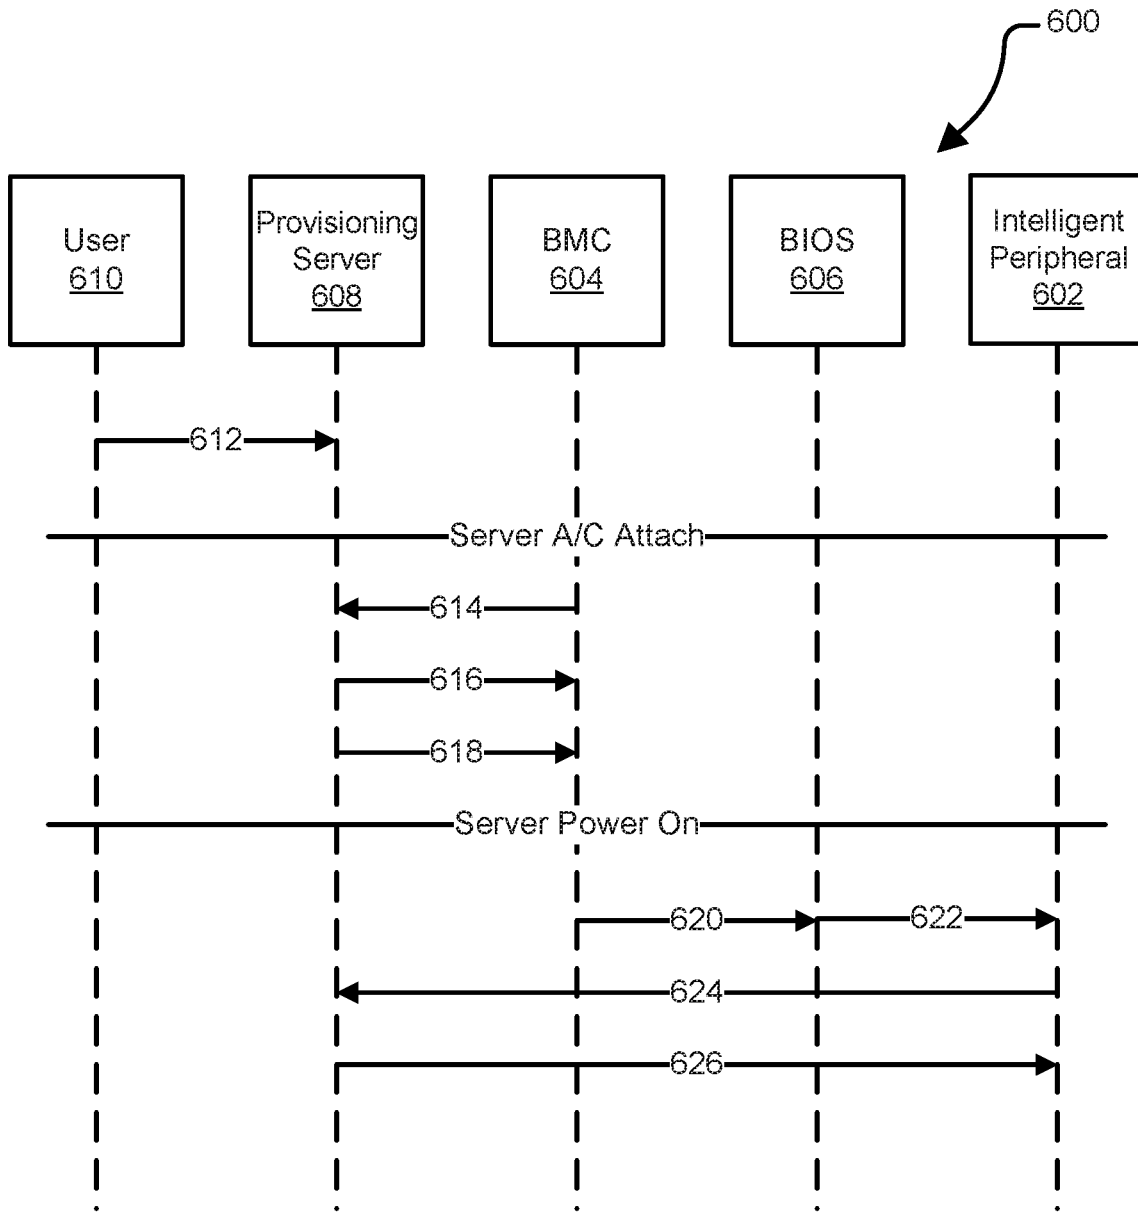 600
User
610
Provisioning
Server
608
BMC
604
BIOS
606
Intelligent
Peripheral
602
612
Server A/C Attach
614
616
618
Server Power On
620
622
624
626